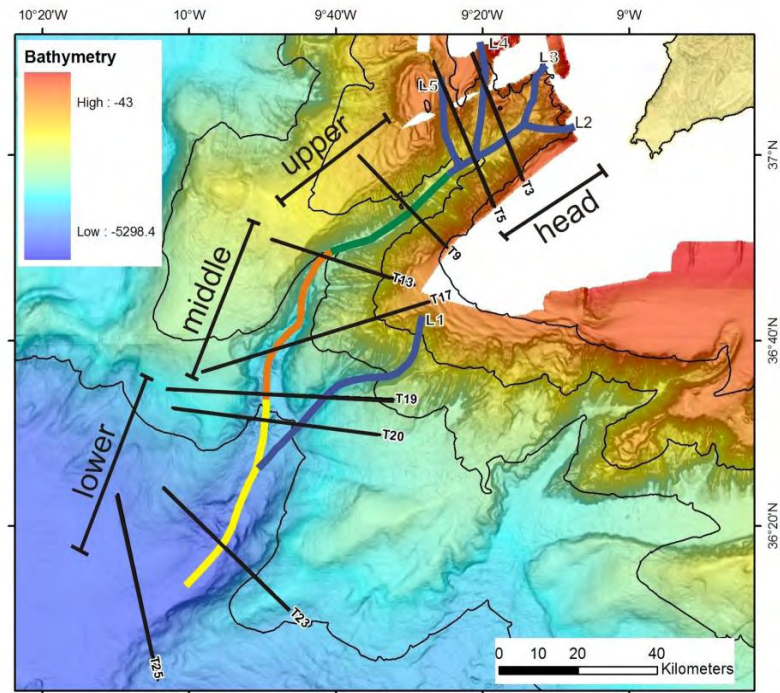 10°20'W 10°W 9°40'W 9°20'W 9°W
Bathymetry
High : -43
Low : -5298.4
L4
L3
L5
L2
upper
37°N
T3
T5
head
T9
middle
T13
T17
L1
36°40'N
T19
T20
lower
36°20'N
T23
T25
0 10 20 40
Kilometers